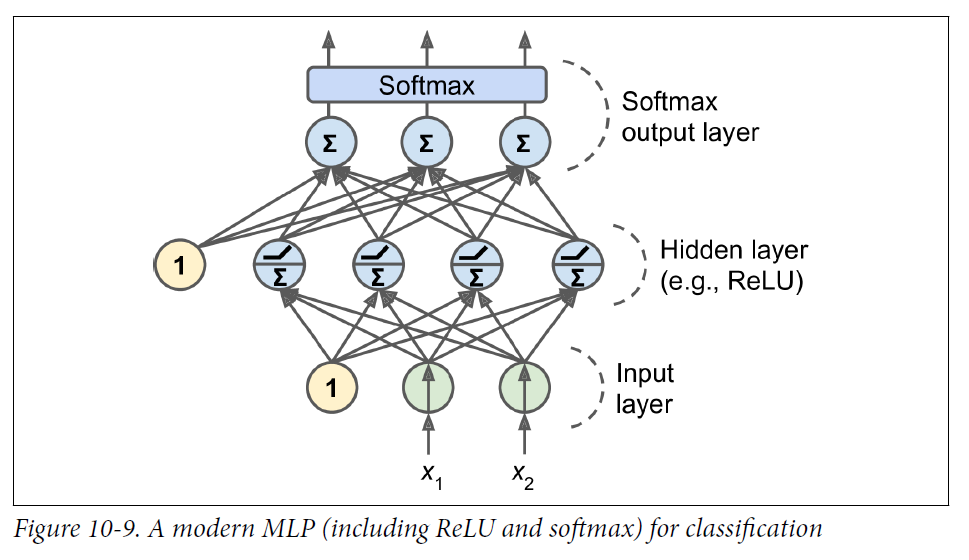 Softmax
Softmax
output layer
Σ Σ Σ
1 Σ Σ Σ Σ
Hidden layer
(e.g., ReLU)
1
Input
layer
x1 x2
Figure 10-9. A modern MLP (including ReLU and softmax) for classification